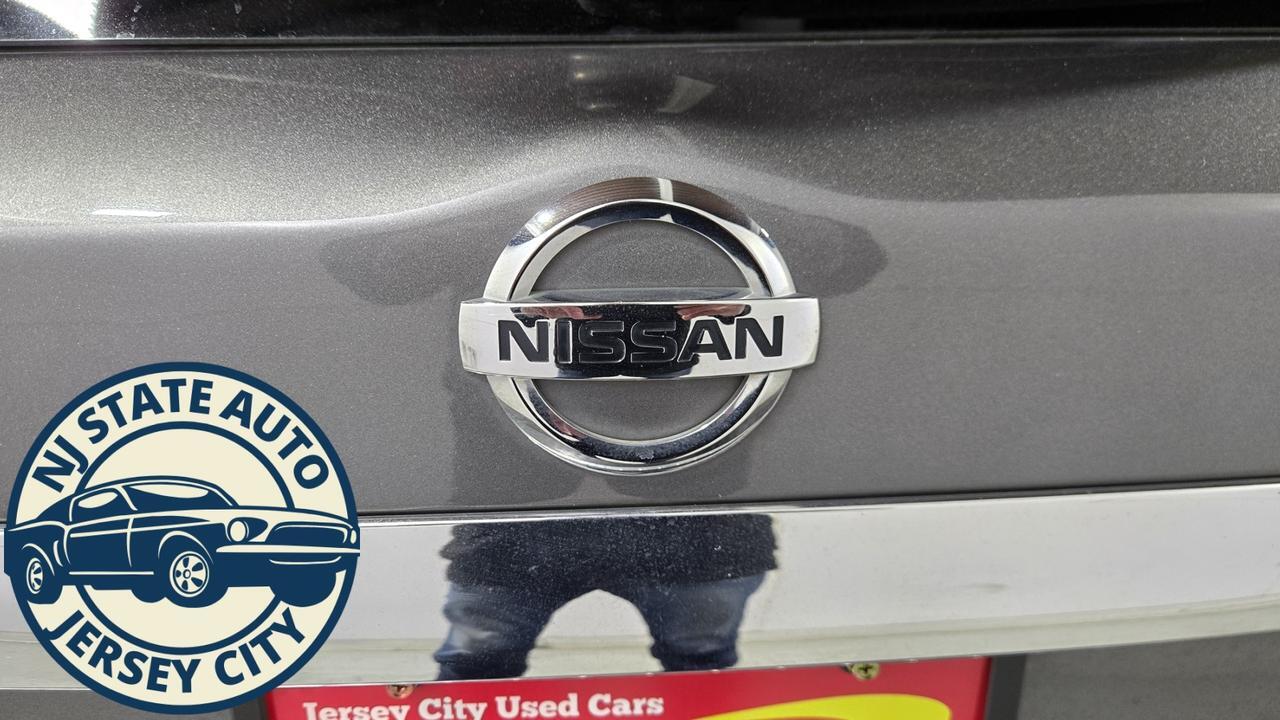 NISSAN
NJ STATE AUTO
JERSEY CITY
Jersey City Used Cars